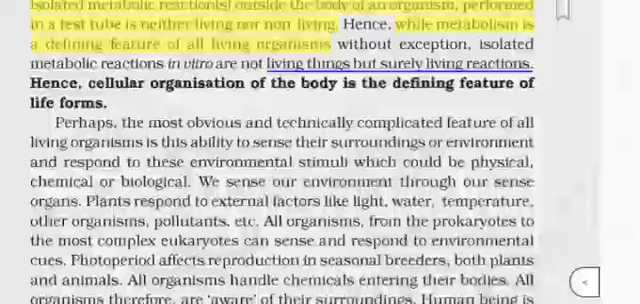 isolated metabolic reaction(s) outside the body of an organism, performed
in a test tube is neither living nor non-living. Hence, while metabolism is
a defining feature of all living organisms without exception, isolated
metabolic reactions in vitro are not living things but surely living reactions.
Hence, cellular organisation of the body is the defining feature of
life forms.
Perhaps, the most obvious and technically complicated feature of all
living organisms is this ability to sense their surroundings or environment
and respond to these environmental stimuli which could be physical,
chemical or biological. We sense our environment through our sense
organs. Plants respond to external factors like light, water, temperature,
other organisms, pollutants, etc. All organisms, from the prokaryotes to
the most complex eukaryotes can sense and respond to environmental
cues. Photoperiod affects reproduction in seasonal breeders, both plants
and animals. All organisms handle chemicals entering their bodies. All
organisms therefore, are 'aware' of their surroundings. Human being is